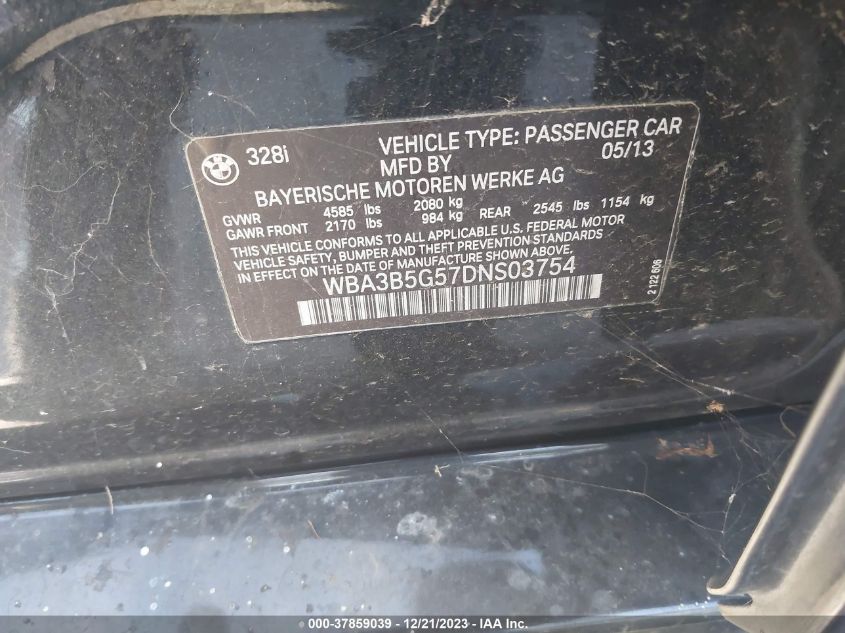 328i VEHICLE TYPE: PASSENGER CAR
MFD BY 05/13
BAYERISCHE MOTOREN WERKE AG
GVWR 4585 lbs 2080 kg
GAWR FRONT 2170 lbs 984 kg REAR 2545 lbs 1154 kg
THIS VEHICLE CONFORMS TO ALL APPLICABLE U.S. FEDERAL MOTOR
VEHICLE SAFETY, BUMPER AND THEFT PREVENTION STANDARDS
IN EFFECT ON THE DATE OF MANUFACTURE SHOWN ABOVE.
WBA3B5G57DNS03754
2 122 606
000-37859039 - 12/21/2023 - IAA Inc.